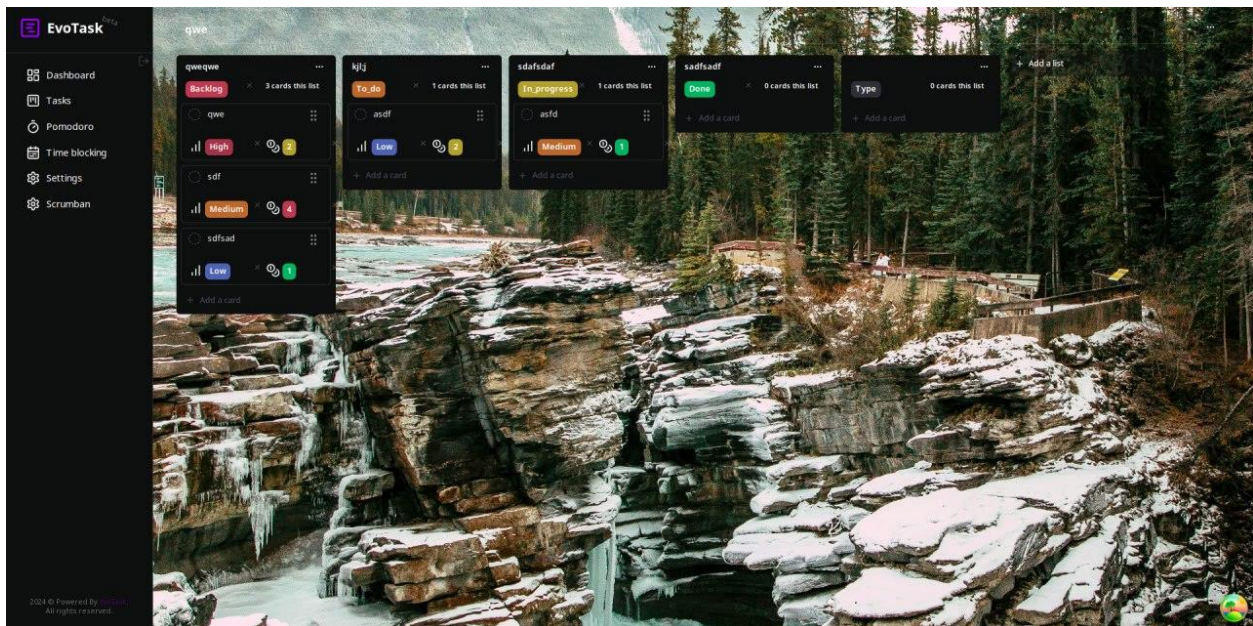 EvoTask beta
Dashboard
Tasks
Pomodoro
Time blocking
Settings
Scrumban
2024 © Powered By EvoTask.
All rights reserved.
qwe
qweqwe
Backlog 3 cards this list
qwe
High 2
sdf
Medium 4
sdfsad
Low 1
+ Add a card
kjl;j
To_do 1 cards this list
asdf
Low 2
+ Add a card
sdafsdaf
In_progress 1 cards this list
asfd
Medium 1
+ Add a card
sadfsadf
Done 0 cards this list
+ Add a card
Type 0 cards this list
+ Add a card
+ Add a list